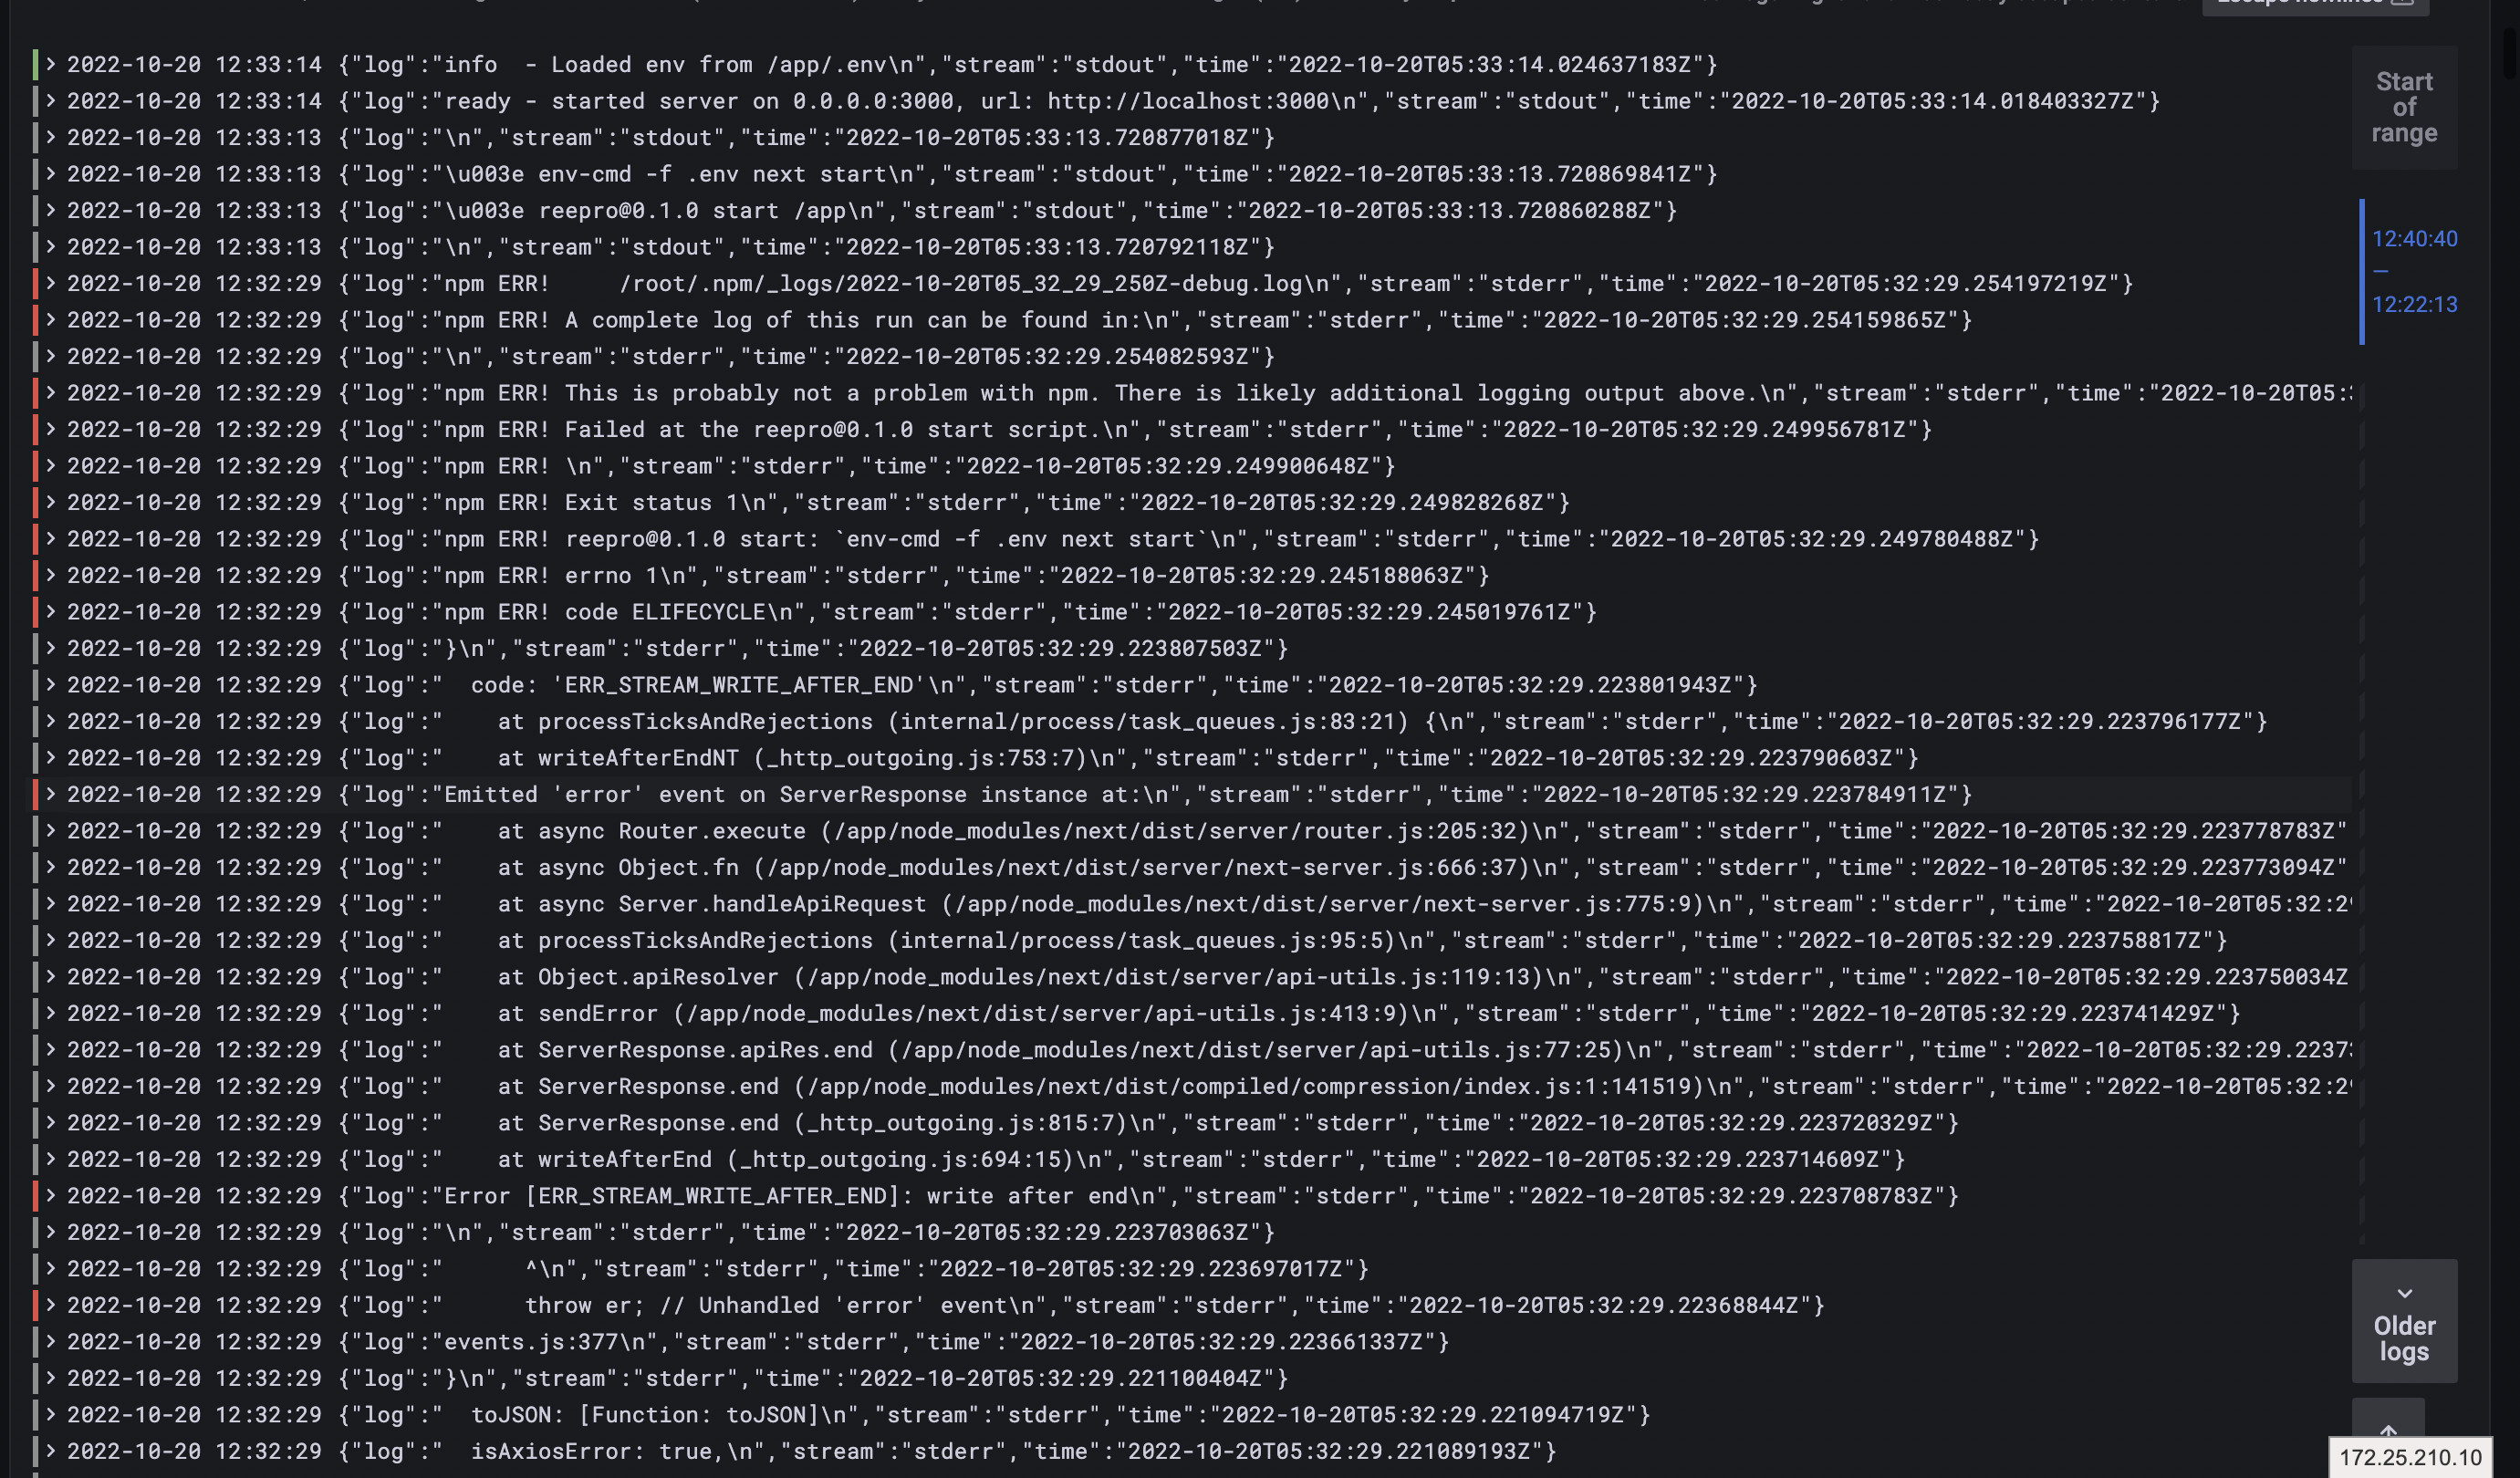 2022-10-20 12:33:14 {"log":"info  - Loaded env from /app/.env\n","stream":"stdout","time":"2022-10-20T05:33:14.024637183Z"}
2022-10-20 12:33:14 {"log":"ready - started server on 0.0.0.0:3000, url: http://localhost:3000\n","stream":"stdout","time":"2022-10-20T05:33:14.018403327Z"}
2022-10-20 12:33:13 {"log":"\n","stream":"stdout","time":"2022-10-20T05:33:13.720877018Z"}
2022-10-20 12:33:13 {"log":"\u003e env-cmd -f .env next start\n","stream":"stdout","time":"2022-10-20T05:33:13.720869841Z"}
2022-10-20 12:33:13 {"log":"\u003e reepro@0.1.0 start /app\n","stream":"stdout","time":"2022-10-20T05:33:13.720860288Z"}
2022-10-20 12:33:13 {"log":"\n","stream":"stdout","time":"2022-10-20T05:33:13.720792118Z"}
2022-10-20 12:32:29 {"log":"npm ERR!     /root/.npm/_logs/2022-10-20T05_32_29_250Z-debug.log\n","stream":"stderr","time":"2022-10-20T05:32:29.254197219Z"}
2022-10-20 12:32:29 {"log":"npm ERR! A complete log of this run can be found in:\n","stream":"stderr","time":"2022-10-20T05:32:29.254159865Z"}
2022-10-20 12:32:29 {"log":"\n","stream":"stderr","time":"2022-10-20T05:32:29.254082593Z"}
2022-10-20 12:32:29 {"log":"npm ERR! This is probably not a problem with npm. There is likely additional logging output above.\n","stream":"stderr","time":"2022-10-20T05:
2022-10-20 12:32:29 {"log":"npm ERR! Failed at the reepro@0.1.0 start script.\n","stream":"stderr","time":"2022-10-20T05:32:29.249956781Z"}
2022-10-20 12:32:29 {"log":"npm ERR! \n","stream":"stderr","time":"2022-10-20T05:32:29.249900648Z"}
2022-10-20 12:32:29 {"log":"npm ERR! Exit status 1\n","stream":"stderr","time":"2022-10-20T05:32:29.249828268Z"}
2022-10-20 12:32:29 {"log":"npm ERR! reepro@0.1.0 start: `env-cmd -f .env next start`\n","stream":"stderr","time":"2022-10-20T05:32:29.249780488Z"}
2022-10-20 12:32:29 {"log":"npm ERR! errno 1\n","stream":"stderr","time":"2022-10-20T05:32:29.245188063Z"}
2022-10-20 12:32:29 {"log":"npm ERR! code ELIFECYCLE\n","stream":"stderr","time":"2022-10-20T05:32:29.245019761Z"}
2022-10-20 12:32:29 {"log":"}\n","stream":"stderr","time":"2022-10-20T05:32:29.223807503Z"}
2022-10-20 12:32:29 {"log":"  code: 'ERR_STREAM_WRITE_AFTER_END'\n","stream":"stderr","time":"2022-10-20T05:32:29.223801943Z"}
2022-10-20 12:32:29 {"log":"    at processTicksAndRejections (internal/process/task_queues.js:83:21) {\n","stream":"stderr","time":"2022-10-20T05:32:29.223796177Z"}
2022-10-20 12:32:29 {"log":"    at writeAfterEndNT (_http_outgoing.js:753:7)\n","stream":"stderr","time":"2022-10-20T05:32:29.223790603Z"}
2022-10-20 12:32:29 {"log":"Emitted 'error' event on ServerResponse instance at:\n","stream":"stderr","time":"2022-10-20T05:32:29.223784911Z"}
2022-10-20 12:32:29 {"log":"    at async Router.execute (/app/node_modules/next/dist/server/router.js:205:32)\n","stream":"stderr","time":"2022-10-20T05:32:29.223778783Z"
2022-10-20 12:32:29 {"log":"    at async Object.fn (/app/node_modules/next/dist/server/next-server.js:666:37)\n","stream":"stderr","time":"2022-10-20T05:32:29.223773094Z"
2022-10-20 12:32:29 {"log":"    at async Server.handleApiRequest (/app/node_modules/next/dist/server/next-server.js:775:9)\n","stream":"stderr","time":"2022-10-20T05:32:29
2022-10-20 12:32:29 {"log":"    at processTicksAndRejections (internal/process/task_queues.js:95:5)\n","stream":"stderr","time":"2022-10-20T05:32:29.223758817Z"}
2022-10-20 12:32:29 {"log":"    at Object.apiResolver (/app/node_modules/next/dist/server/api-utils.js:119:13)\n","stream":"stderr","time":"2022-10-20T05:32:29.223750034Z
2022-10-20 12:32:29 {"log":"    at sendError (/app/node_modules/next/dist/server/api-utils.js:413:9)\n","stream":"stderr","time":"2022-10-20T05:32:29.223741429Z"}
2022-10-20 12:32:29 {"log":"    at ServerResponse.apiRes.end (/app/node_modules/next/dist/server/api-utils.js:77:25)\n","stream":"stderr","time":"2022-10-20T05:32:29.2237
2022-10-20 12:32:29 {"log":"    at ServerResponse.end (/app/node_modules/next/dist/compiled/compression/index.js:1:141519)\n","stream":"stderr","time":"2022-10-20T05:32:29
2022-10-20 12:32:29 {"log":"    at ServerResponse.end (_http_outgoing.js:815:7)\n","stream":"stderr","time":"2022-10-20T05:32:29.223720329Z"}
2022-10-20 12:32:29 {"log":"    at writeAfterEnd (_http_outgoing.js:694:15)\n","stream":"stderr","time":"2022-10-20T05:32:29.223714609Z"}
2022-10-20 12:32:29 {"log":"Error [ERR_STREAM_WRITE_AFTER_END]: write after end\n","stream":"stderr","time":"2022-10-20T05:32:29.223708783Z"}
2022-10-20 12:32:29 {"log":"\n","stream":"stderr","time":"2022-10-20T05:32:29.223703063Z"}
2022-10-20 12:32:29 {"log":"      ^\n","stream":"stderr","time":"2022-10-20T05:32:29.223697017Z"}
2022-10-20 12:32:29 {"log":"      throw er; // Unhandled 'error' event\n","stream":"stderr","time":"2022-10-20T05:32:29.22368844Z"}
2022-10-20 12:32:29 {"log":"events.js:377\n","stream":"stderr","time":"2022-10-20T05:32:29.223661337Z"}
2022-10-20 12:32:29 {"log":"}\n","stream":"stderr","time":"2022-10-20T05:32:29.221100404Z"}
2022-10-20 12:32:29 {"log":"  toJSON: [Function: toJSON]\n","stream":"stderr","time":"2022-10-20T05:32:29.221094719Z"}
2022-10-20 12:32:29 {"log":"  isAxiosError: true,\n","stream":"stderr","time":"2022-10-20T05:32:29.221089193Z"}
Start
of
range
12:40:40
—
12:22:13
Older
logs
172.25.210.10